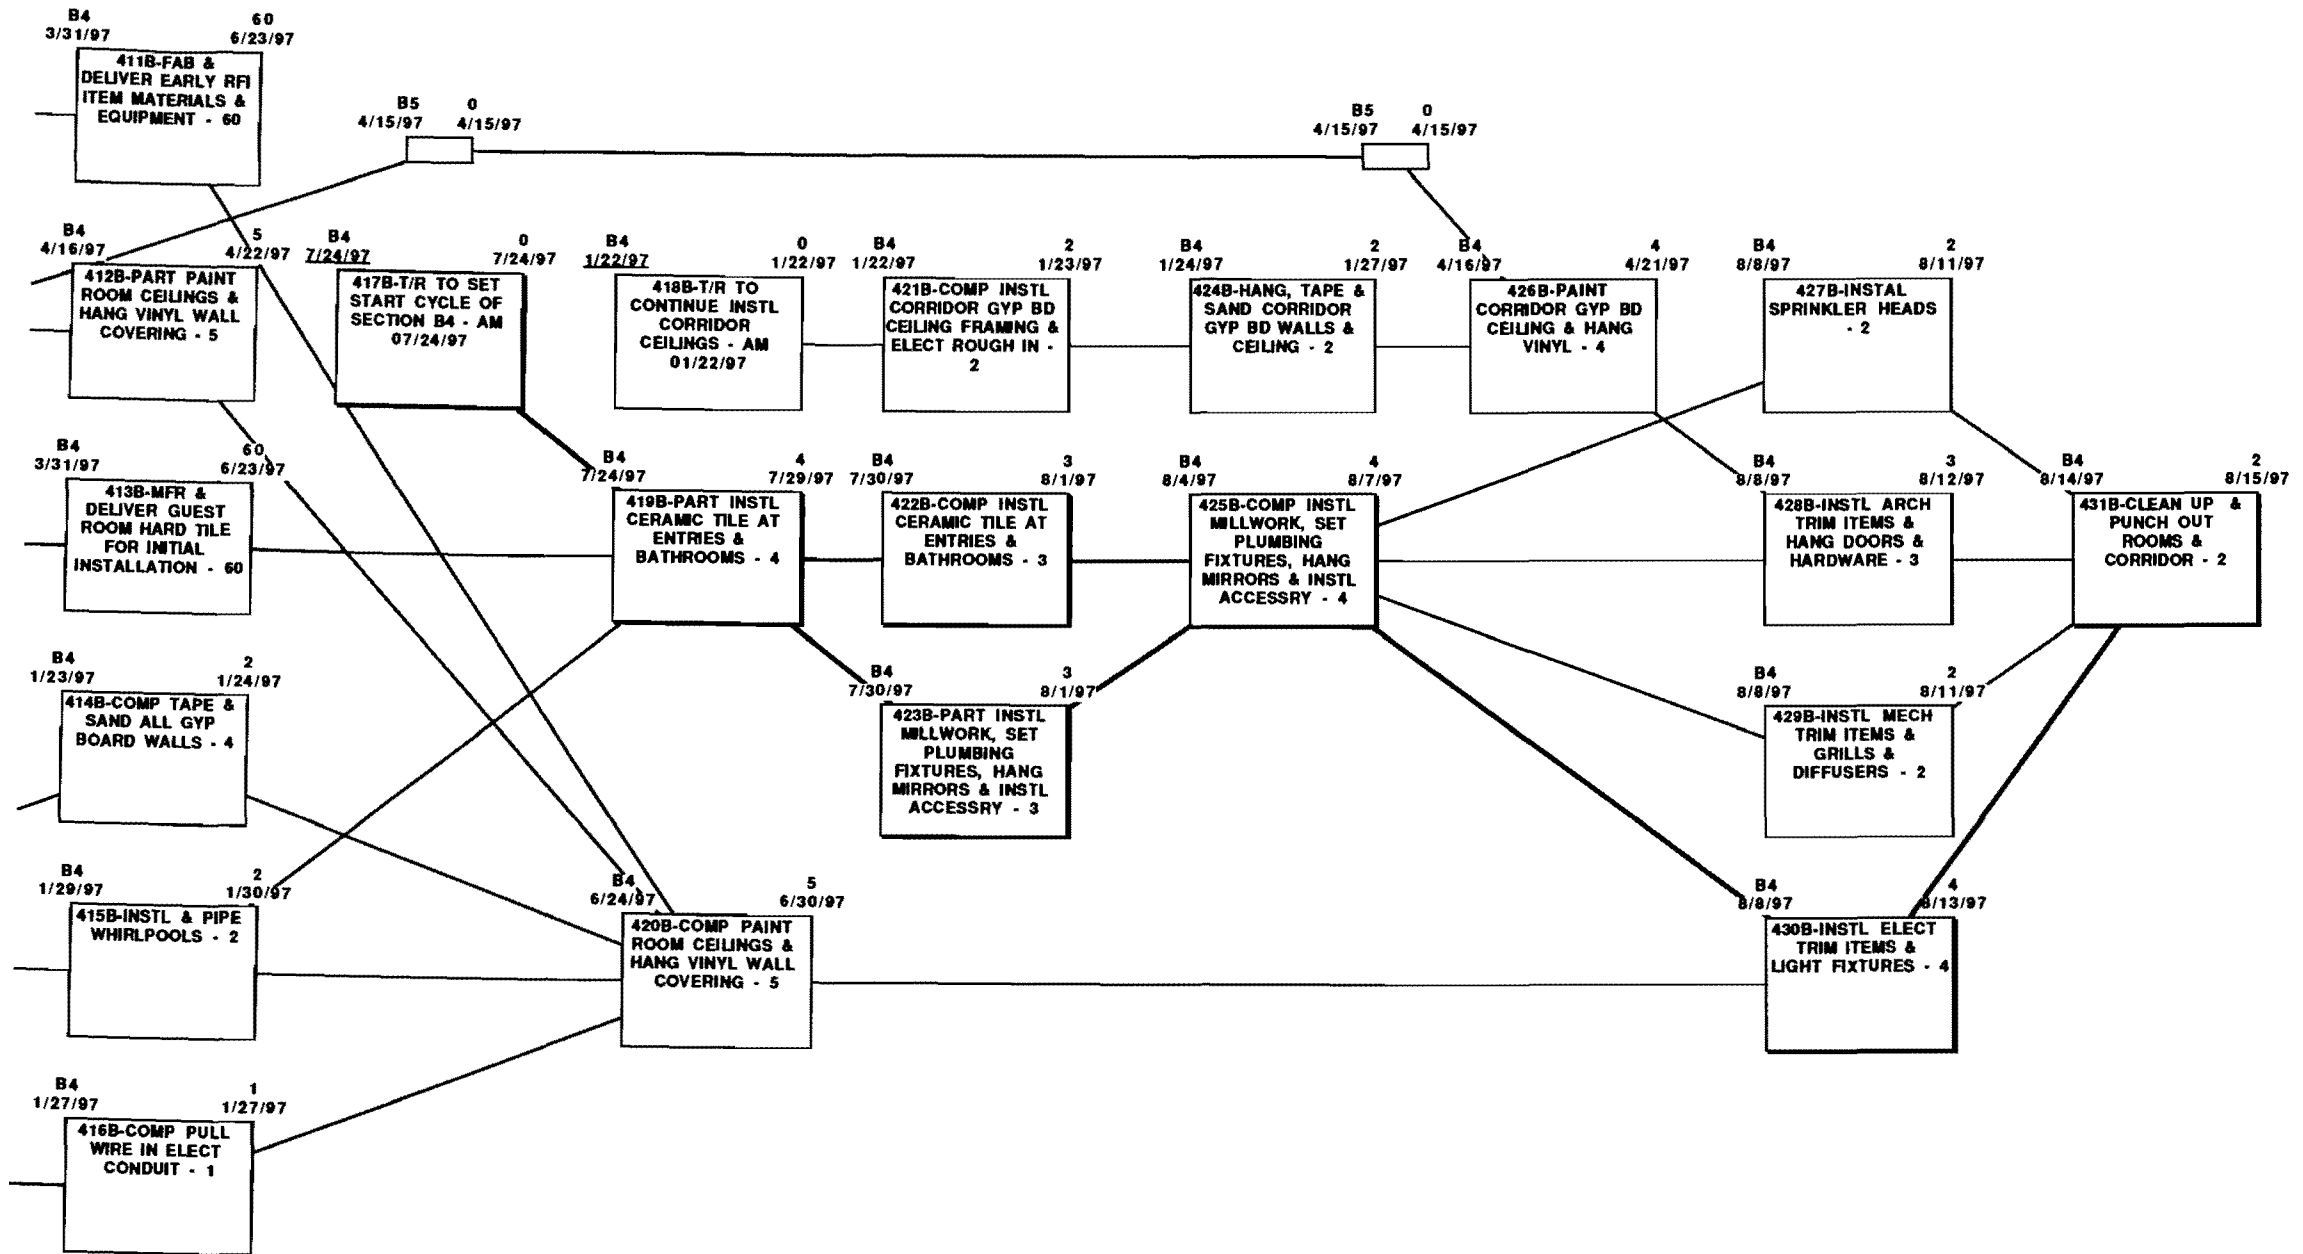 B4 60
3/31/97 6/23/97
411B-FAB &
DELIVER EARLY RFI
ITEM MATERIALS &
EQUIPMENT - 60
B5 0
4/15/97 4/15/97
B5 0
4/15/97 4/15/97
B4 5
4/16/97 4/22/97
412B-PART PAINT
ROOM CEILINGS &
HANG VINYL WALL
COVERING - 5
B4 0
7/24/97 7/24/97
417B-T/R TO SET
START CYCLE OF
SECTION B4 - AM
07/24/97
B4 0
1/22/97 1/22/97
418B-T/R TO
CONTINUE INSTL
CORRIDOR
CEILINGS - AM
01/22/97
B4 2
1/22/97 1/23/97
421B-COMP INSTL
CORRIDOR GYP BD
CEILING FRAMING &
ELECT ROUGH IN -
2
B4 2
1/24/97 1/27/97
424B-HANG, TAPE &
SAND CORRIDOR
GYP BD WALLS &
CEILING - 2
B4 4
4/16/97 4/21/97
426B-PAINT
CORRIDOR GYP BD
CEILING & HANG
VINYL - 4
B4 2
8/8/97 8/11/97
427B-INSTAL
SPRINKLER HEADS
- 2
B4 60
3/31/97 6/23/97
413B-MFR &
DELIVER GUEST
ROOM HARD TILE
FOR INITIAL
INSTALLATION - 60
B4 4
7/24/97 7/29/97
419B-PART INSTL
CERAMIC TILE AT
ENTRIES &
BATHROOMS - 4
B4 3
7/30/97 8/1/97
422B-COMP INSTL
CERAMIC TILE AT
ENTRIES &
BATHROOMS - 3
B4 4
8/4/97 8/7/97
425B-COMP INSTL
MILLWORK, SET
PLUMBING
FIXTURES, HANG
MIRRORS & INSTL
ACCESSRY - 4
B4 3
8/8/97 8/12/97
428B-INSTL ARCH
TRIM ITEMS &
HANG DOORS &
HARDWARE - 3
B4 2
8/14/97 8/15/97
431B-CLEAN UP &
PUNCH OUT
ROOMS &
CORRIDOR - 2
B4 2
1/23/97 1/24/97
414B-COMP TAPE &
SAND ALL GYP
BOARD WALLS - 4
B4 3
7/30/97 8/1/97
423B-PART INSTL
MILLWORK, SET
PLUMBING
FIXTURES, HANG
MIRRORS & INSTL
ACCESSRY - 3
B4 2
8/8/97 8/11/97
429B-INSTL MECH
TRIM ITEMS &
GRILLS &
DIFFUSERS - 2
B4 2
1/29/97 1/30/97
415B-INSTL & PIPE
WHIRLPOOLS - 2
B4 5
6/24/97 6/30/97
420B-COMP PAINT
ROOM CEILINGS &
HANG VINYL WALL
COVERING - 5
B4 4
8/8/97 8/13/97
430B-INSTL ELECT
TRIM ITEMS &
LIGHT FIXTURES - 4
B4 1
1/27/97 1/27/97
416B-COMP PULL
WIRE IN ELECT
CONDUIT - 1